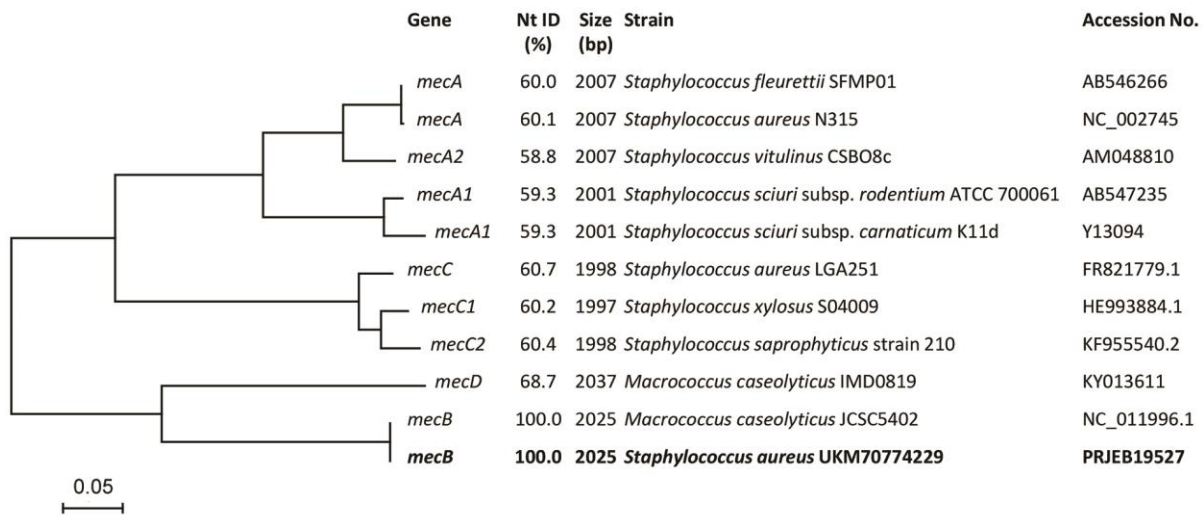 Gene Nt ID Size Strain Accession No.
(%) (bp)
mecA 60.0 2007 Staphylococcus fleurettii SFMP01 AB546266
mecA 60.1 2007 Staphylococcus aureus N315 NC_002745
mecA2 58.8 2007 Staphylococcus vitulinus CSBO8c AM048810
mecA1 59.3 2001 Staphylococcus sciuri subsp. rodentium ATCC 700061 AB547235
mecA1 59.3 2001 Staphylococcus sciuri subsp. carnaticum K11d Y13094
mecC 60.7 1998 Staphylococcus aureus LGA251 FR821779.1
mecC1 60.2 1997 Staphylococcus xylosus S04009 HE993884.1
mecC2 60.4 1998 Staphylococcus saprophyticus strain 210 KF955540.2
mecD 68.7 2037 Macrococcus caseolyticus IMD0819 KY013611
mecB 100.0 2025 Macrococcus caseolyticus JCSC5402 NC_011996.1
mecB 100.0 2025 Staphylococcus aureus UKM70774229 PRJEB19527
0.05